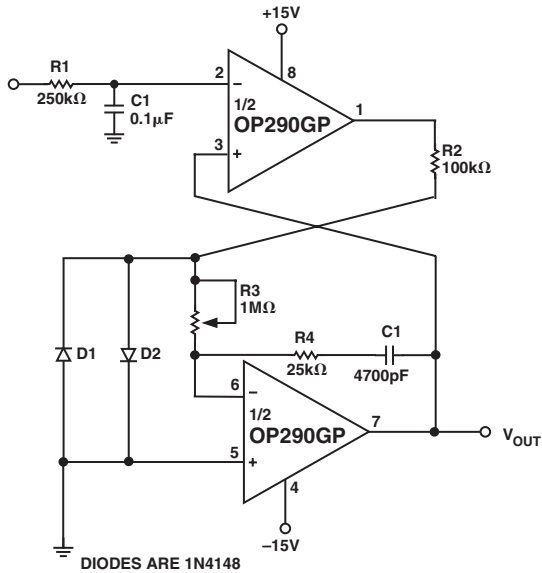 +15V
R1
250kΩ
C1
0.1μF
2
−
8
1/2
OP290GP
1
3
+
R2
100kΩ
R3
1MΩ
D1
D2
R4
25kΩ
C1
4700pF
6
−
1/2
OP290GP
7
VOUT
5
+
4
−15V
DIODES ARE 1N4148